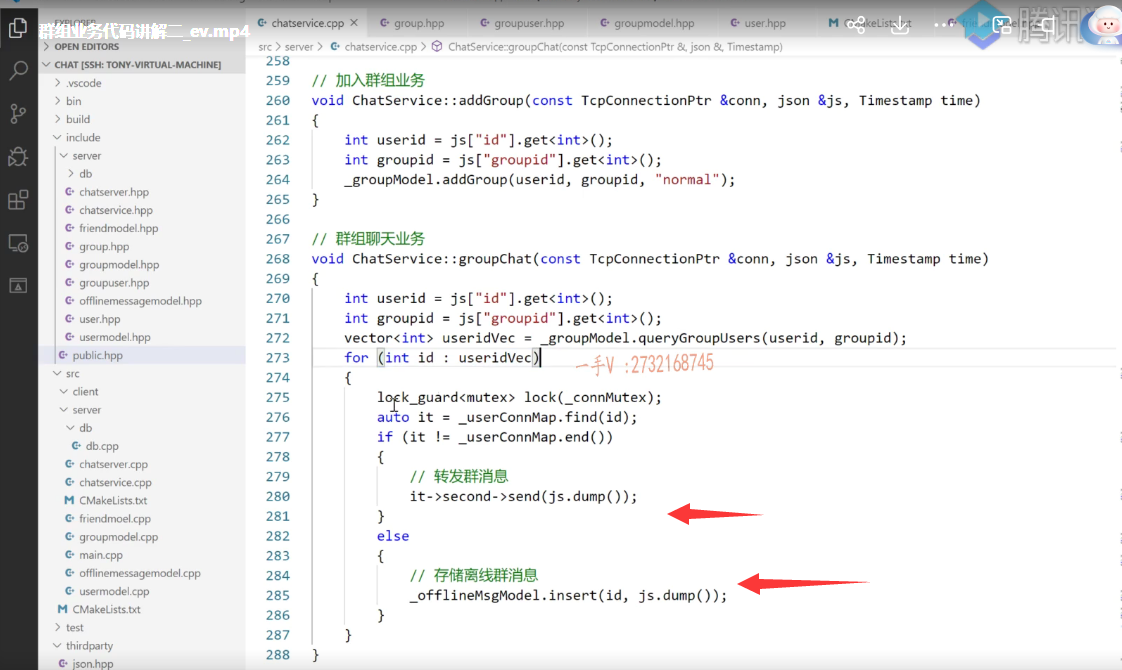 EXPLORER
群组业务代码讲解二_ev.mp4
OPEN EDITORS
CHAT [SSH: TONY-VIRTUAL-MACHINE]
.vscode
bin
build
include
server
db
chatserver.hpp
chatservice.hpp
friendmodel.hpp
group.hpp
groupmodel.hpp
groupuser.hpp
offlinemessagemodel.hpp
user.hpp
usermodel.hpp
public.hpp
src
client
server
db
db.cpp
chatserver.cpp
chatservice.cpp
CMakeLists.txt
friendmoel.cpp
groupmodel.cpp
main.cpp
offlinemessagemodel.cpp
usermodel.cpp
CMakeLists.txt
test
thirdparty
json.hpp
chatservice.cpp group.hpp groupuser.hpp groupmodel.hpp user.hpp
腾讯
src > server > chatservice.cpp > ChatService::groupChat(const TcpConnectionPtr &, json &, Timestamp)
258
259 // 加入群组业务
260 void ChatService::addGroup(const TcpConnectionPtr &conn, json &js, Timestamp time)
261 {
262 int userid = js["id"].get<int>();
263 int groupid = js["groupid"].get<int>();
264 _groupModel.addGroup(userid, groupid, "normal");
265 }
266
267 // 群组聊天业务
268 void ChatService::groupChat(const TcpConnectionPtr &conn, json &js, Timestamp time)
269 {
270 int userid = js["id"].get<int>();
271 int groupid = js["groupid"].get<int>();
272 vector<int> useridVec = _groupModel.queryGroupUsers(userid, groupid);
273 for (int id : useridVec)
一手V :2732168745
274 {
275 lock_guard<mutex> lock(_connMutex);
276 auto it = _userConnMap.find(id);
277 if (it != _userConnMap.end())
278 {
279 // 转发群消息
280 it->second->send(js.dump());
281 }
282 else
283 {
284 // 存储离线群消息
285 _offlineMsgModel.insert(id, js.dump());
286 }
287 }
288 }